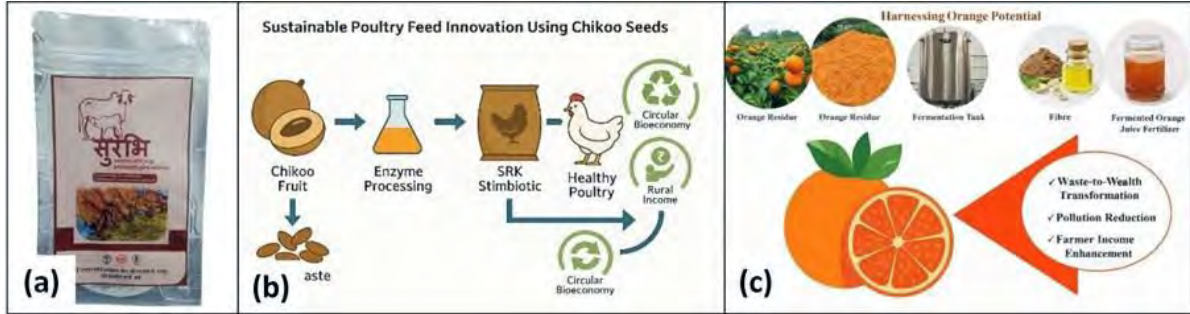 सुरभि
(a)
Sustainable Poultry Feed Innovation Using Chikoo Seeds
Chikoo
Fruit
Enzyme
Processing
SRK
Stimbiotic
Healthy
Poultry
Circular
Bioeconomy
Rural
Income
Circular
Bioeconomy
aste
(b)
Harnessing Orange Potential
Orange Residue
Orange Residue
Fermentation Tank
Fibre
Fermented Orange
Juice Fertilizer
✓Waste-to-Wealth
Transformation
✓Pollution Reduction
✓Farmer Income
Enhancement
(c)